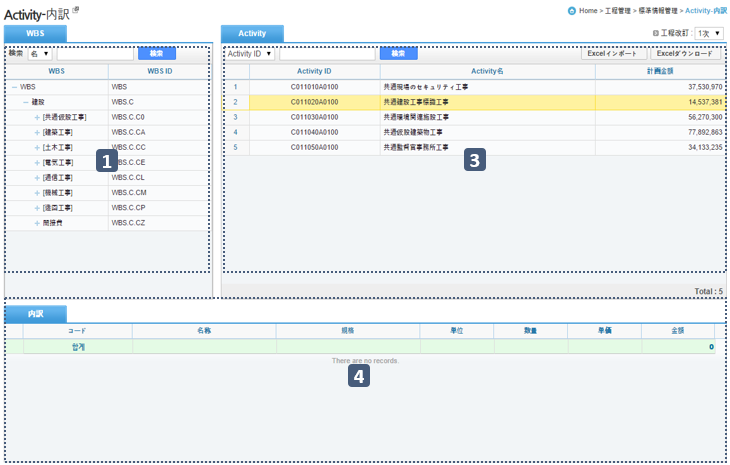 Activity-内訳
Home > 工程管理 > 標準情報管理 > Activity-内訳
WBS
Activity
工程改訂 : 1次
検索 名 検索
Activity ID 検索 Excelインポート Excelダウンロード
WBS WBS ID
WBS WBS
建設 WBS.C
[共通仮設工事] WBS.C.C0
[建築工事] WBS.C.CA
[土木工事] WBS.C.CC
[電気工事] WBS.C.CE
[通信工事] WBS.C.CL
[機械工事] WBS.C.CM
[造園工事] WBS.C.CP
間接費 WBS.C.CZ
1
Activity ID Activity名 計画金額
1 C011010A0100 共通現場のセキュリティ工事 37,530,970
2 C011020A0100 共通建設工事標識工事 14,537,381
3 C011030A0100 共通環境関連施設工事 56,270,300
4 C011040A0100 共通仮設建築物工事 77,892,863
5 C011050A0100 共通監督官事務所工事 34,133,235
3
Total : 5
内訳
コード 名称 規格 単位 数量 単価 金額
합계 0
There are no records.
4